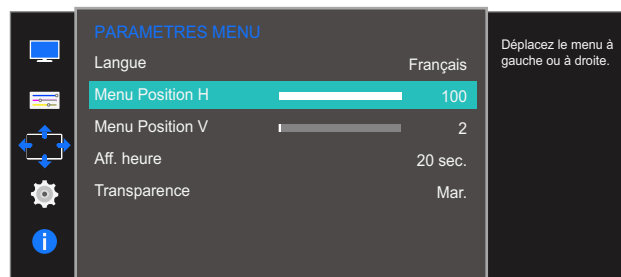 PARAMETRES MENU
Langue Français
Menu Position H 100
Menu Position V 2
Aff. heure 20 sec.
Transparence Mar.
Déplacez le menu à
gauche ou à droite.